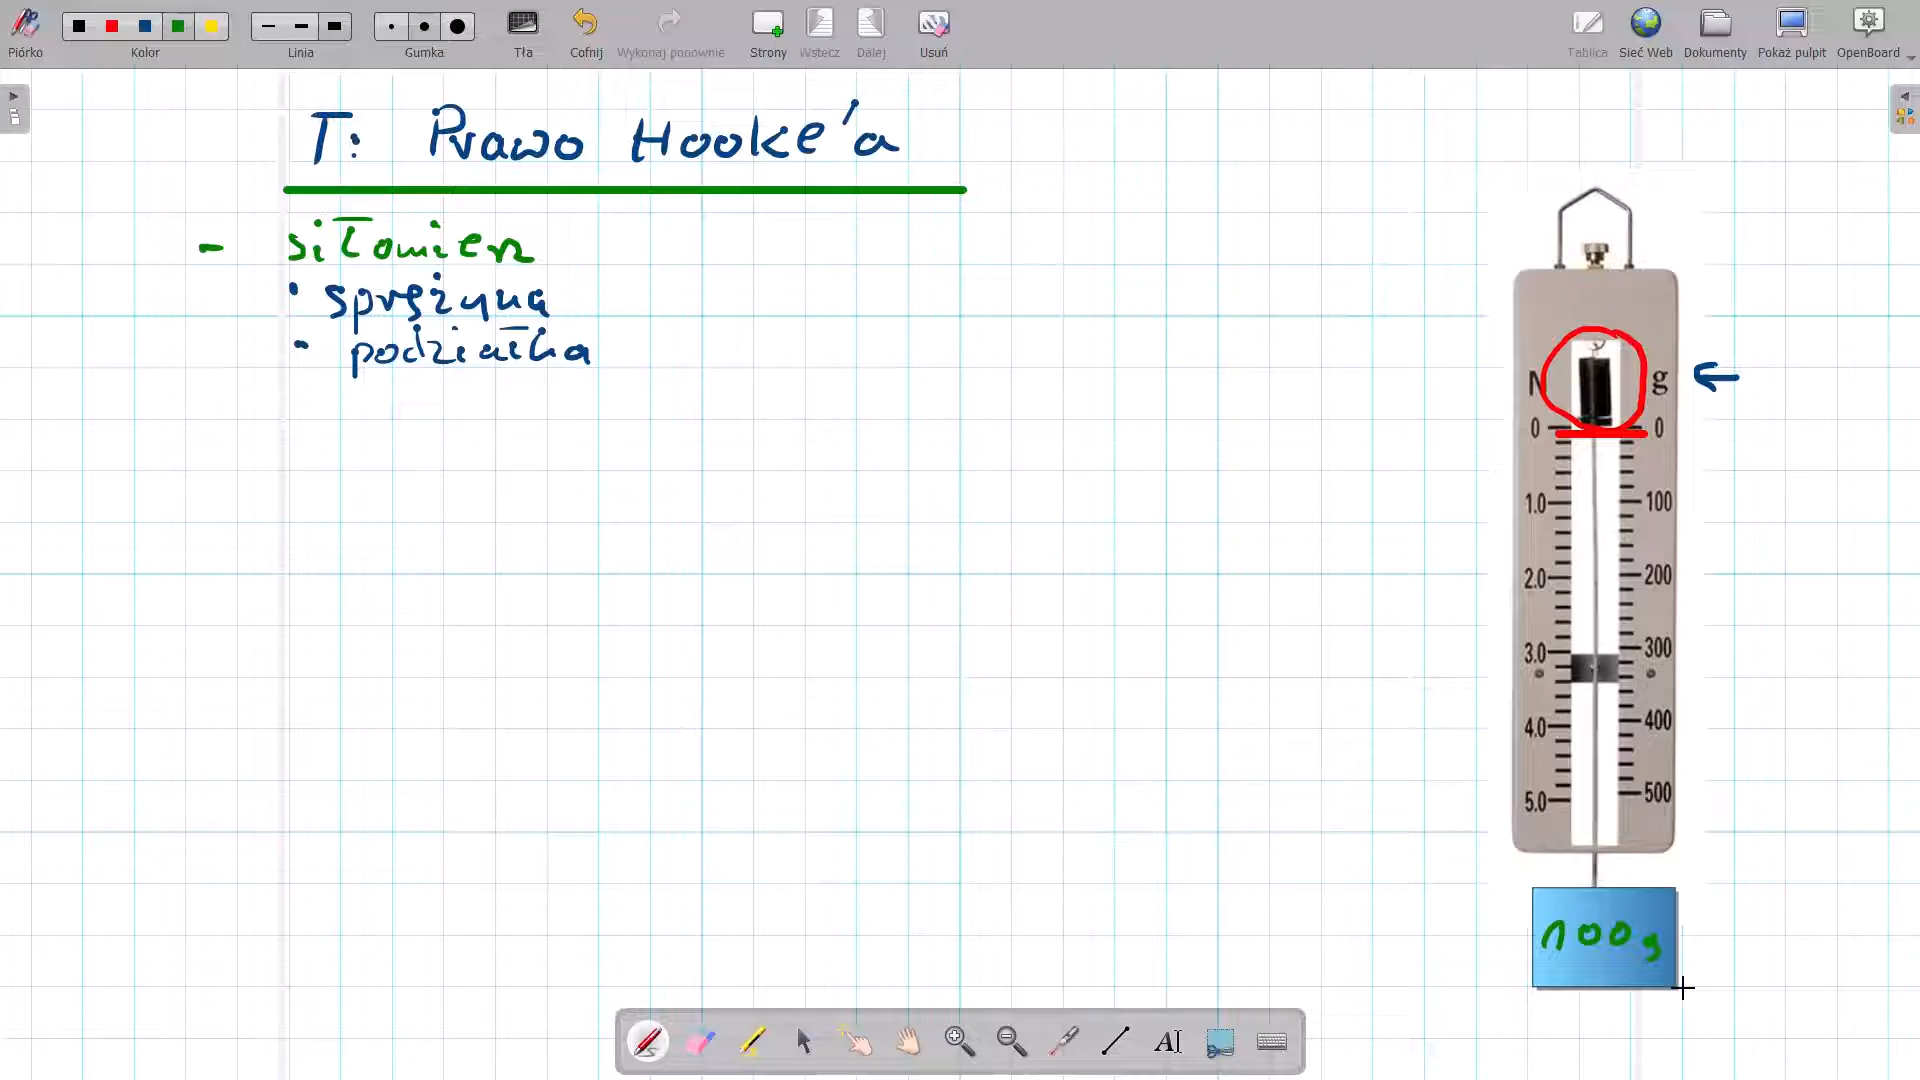 Piórko Kolor Linia Gumka Tła Cofnij Wykonaj ponownie Strony Wstecz Dalej Usuń Tablica Sieć Web Dokumenty Pokaż pulpit OpenBoard
T: Prawo Hooke'a
- siłomierz
• sprężyna
• podziałka
N g
0 0
1.0 100
2.0 200
3.0 300
4.0 400
5.0 500
100g